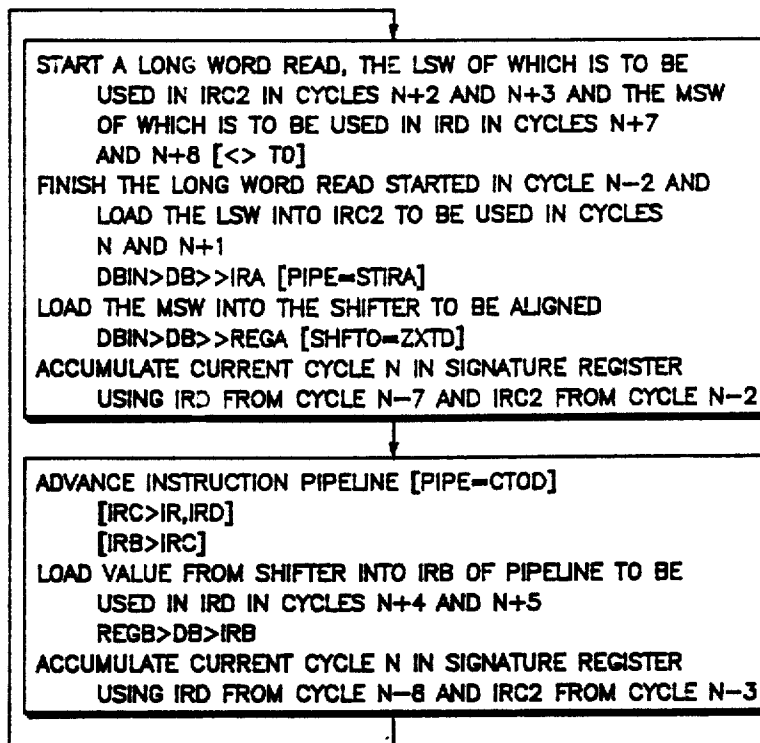 START A LONG WORD READ, THE LSW OF WHICH IS TO BE
USED IN IRC2 IN CYCLES N+2 AND N+3 AND THE MSW
OF WHICH IS TO BE USED IN IRD IN CYCLES N+7
AND N+8 [<> T0]
FINISH THE LONG WORD READ STARTED IN CYCLE N-2 AND
LOAD THE LSW INTO IRC2 TO BE USED IN CYCLES
N AND N+1
DBIN>DB>>IRA [PIPE=STIRA]
LOAD THE MSW INTO THE SHIFTER TO BE ALIGNED
DBIN>DB>>REGA [SHFTO=ZXTD]
ACCUMULATE CURRENT CYCLE N IN SIGNATURE REGISTER
USING IRD FROM CYCLE N-7 AND IRC2 FROM CYCLE N-2
ADVANCE INSTRUCTION PIPELINE [PIPE=CTOD]
[IRC>IR,IRD]
[IRB>IRC]
LOAD VALUE FROM SHIFTER INTO IRB OF PIPELINE TO BE
USED IN IRD IN CYCLES N+4 AND N+5
REGB>DB>IRB
ACCUMULATE CURRENT CYCLE N IN SIGNATURE REGISTER
USING IRD FROM CYCLE N-8 AND IRC2 FROM CYCLE N-3